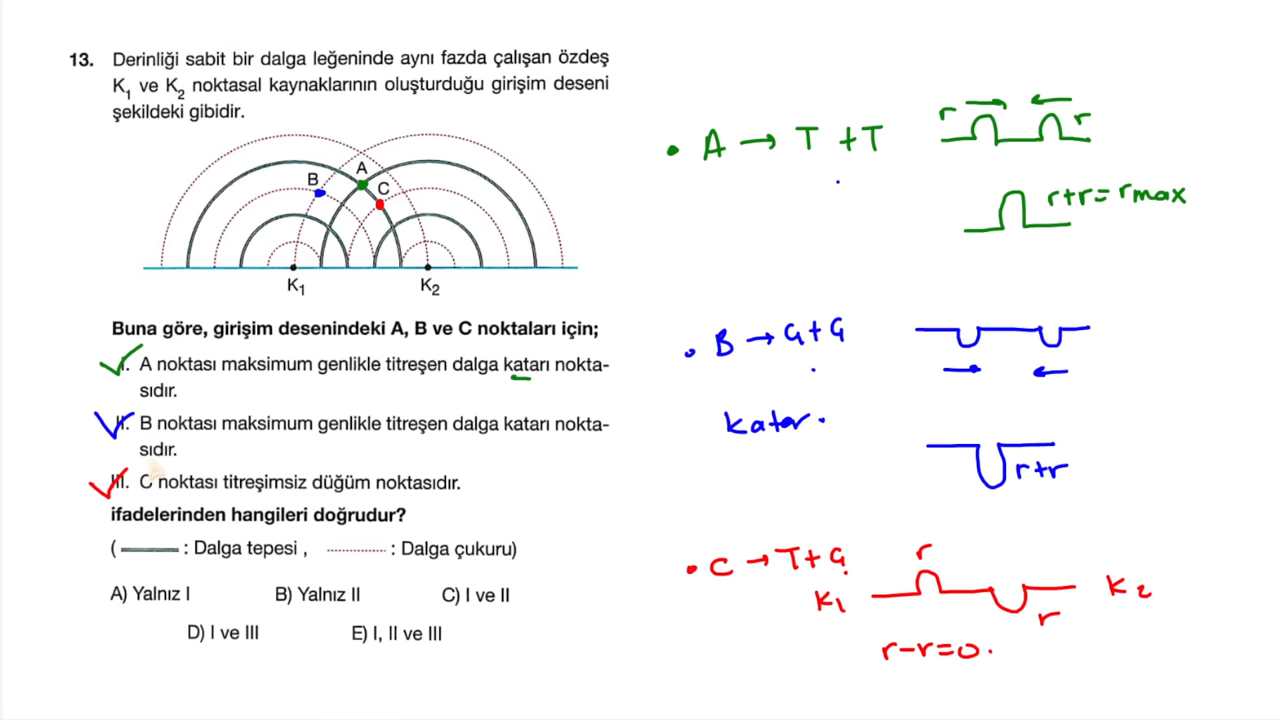 13. Derinliği sabit bir dalga leğeninde aynı fazda çalışan özdeş
K₁ ve K₂ noktasal kaynaklarının oluşturduğu girişim deseni
şekildeki gibidir.
A
B
C
K₁
K₂
Buna göre, girişim desenindeki A, B ve C noktaları için;
I. A noktası maksimum genlikle titreşen dalga katarı nokta-
sıdır.
II. B noktası maksimum genlikle titreşen dalga katarı nokta-
sıdır.
III. C noktası titreşimsiz düğüm noktasıdır.
ifadelerinden hangileri doğrudur?
( : Dalga tepesi , : Dalga çukuru)
A) Yalnız I B) Yalnız II C) I ve II
D) I ve III E) I, II ve III
• A → T + T
r r
r+r = rmax
• B → Ç + Ç
katar.
r+r
• C → T + Ç
r
K₁ K₂
r
r-r=0.